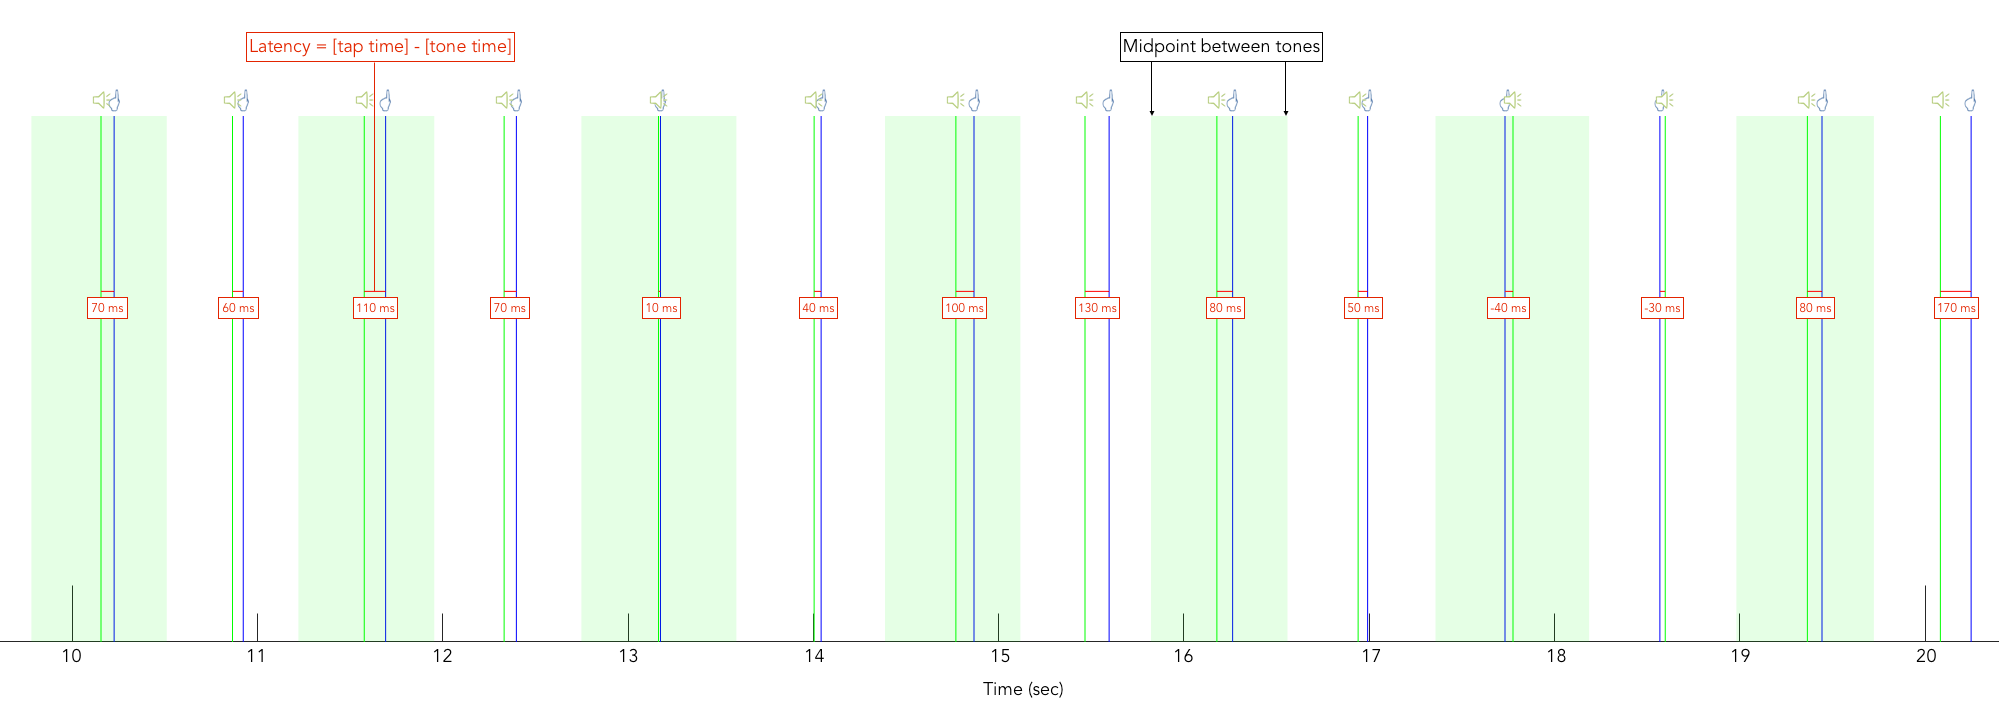 Latency = [tap time] - [tone time]
Midpoint between tones
70 ms
60 ms
110 ms
70 ms
10 ms
40 ms
100 ms
130 ms
80 ms
50 ms
-40 ms
-30 ms
80 ms
170 ms
10
11
12
13
14
15
16
17
18
19
20
Time (sec)